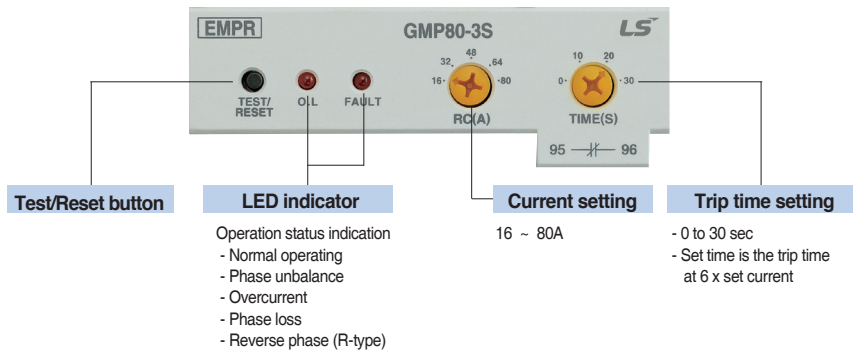 EMPR
GMP80-3S
LS
TEST/
RESET
O.L
FAULT
16
32
48
64
80
RC(A)
0
10
20
30
TIME(S)
95
96
Test/Reset button
LED indicator
Operation status indication
- Normal operating
- Phase unbalance
- Overcurrent
- Phase loss
- Reverse phase (R-type)
Current setting
16 ~ 80A
Trip time setting
- 0 to 30 sec
- Set time is the trip time
at 6 x set current